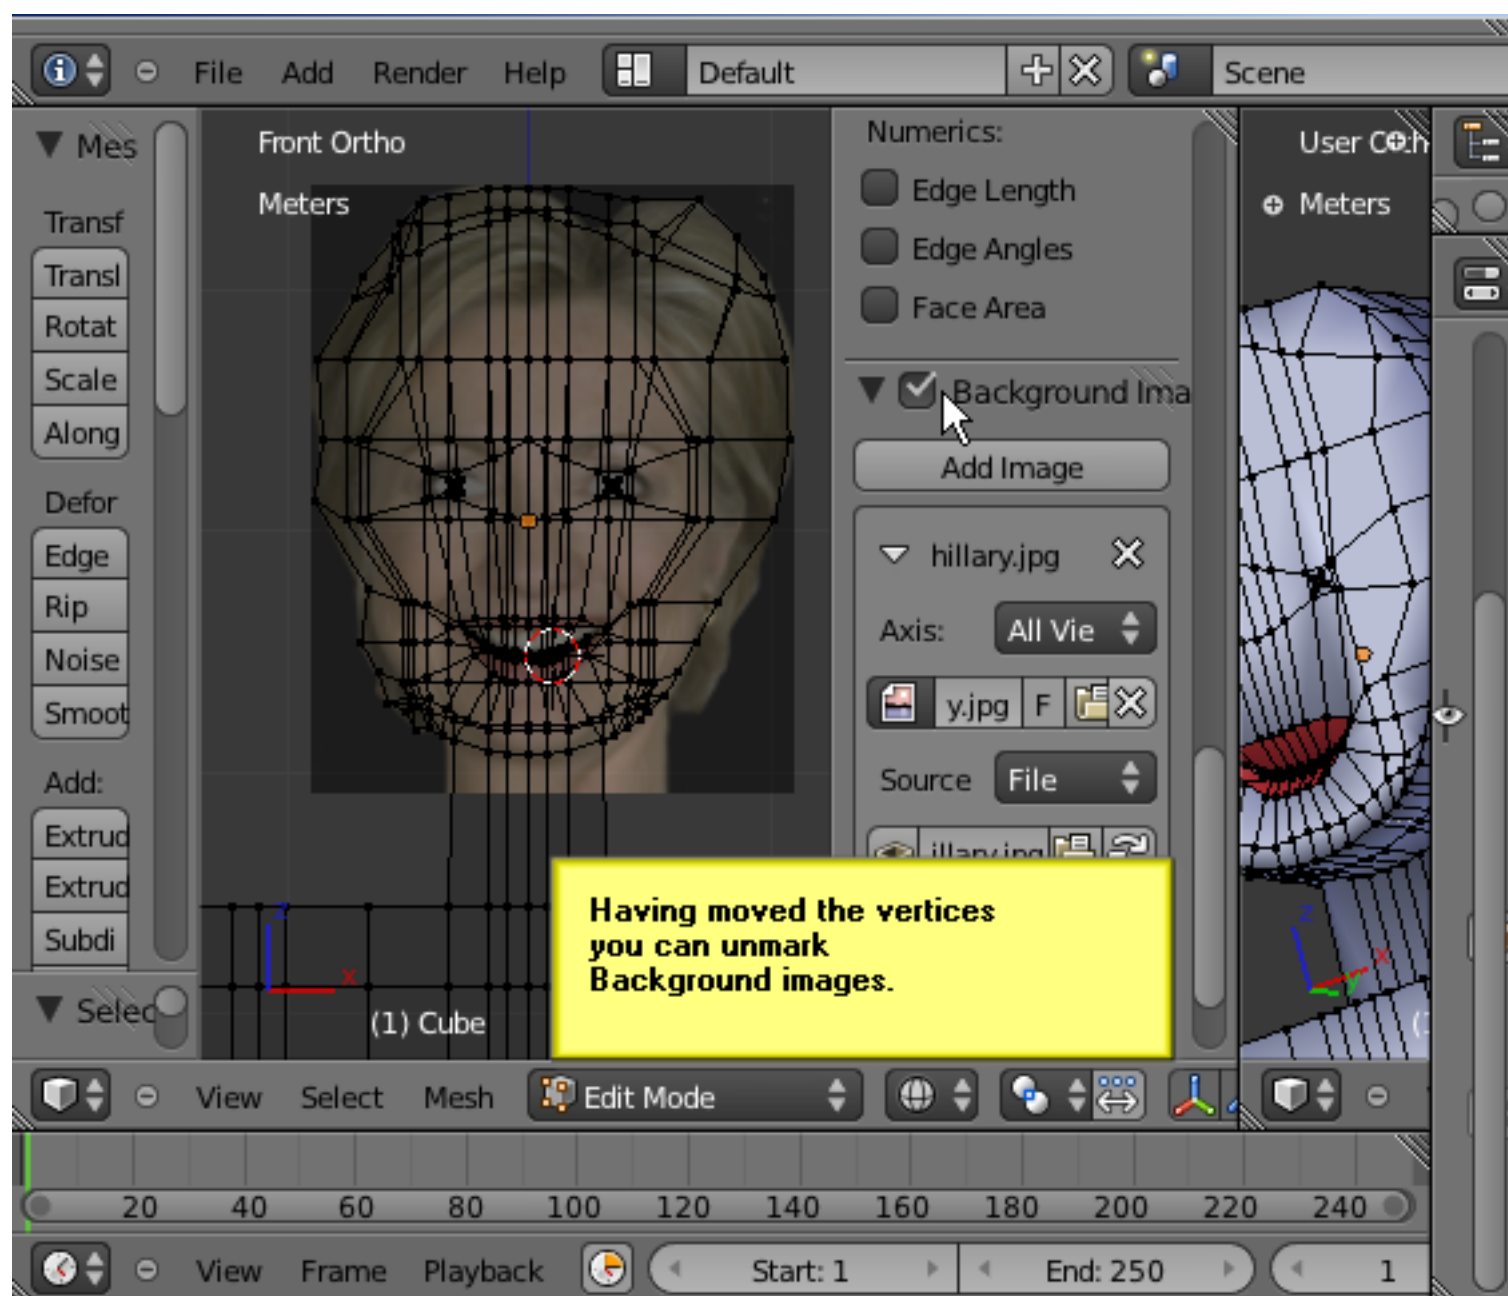 File Add Render Help Default Scene
Mes
Transf
Transl
Rotat
Scale
Along
Defor
Edge
Rip
Noise
Smoot
Add:
Extrud
Extrud
Subdi
Selec
Front Ortho
Meters
z
x
(1) Cube
Numerics:
Edge Length
Edge Angles
Face Area
Background Ima
Add Image
hillary.jpg
Axis: All Vie
y.jpg F
Source File
illary.jpg
Having moved the vertices
you can unmark
Background images.
User
Meters
z
x
y
View Select Mesh Edit Mode
20 40 60 80 100 120 140 160 180 200 220 240
View Frame Playback Start: 1 End: 250 1